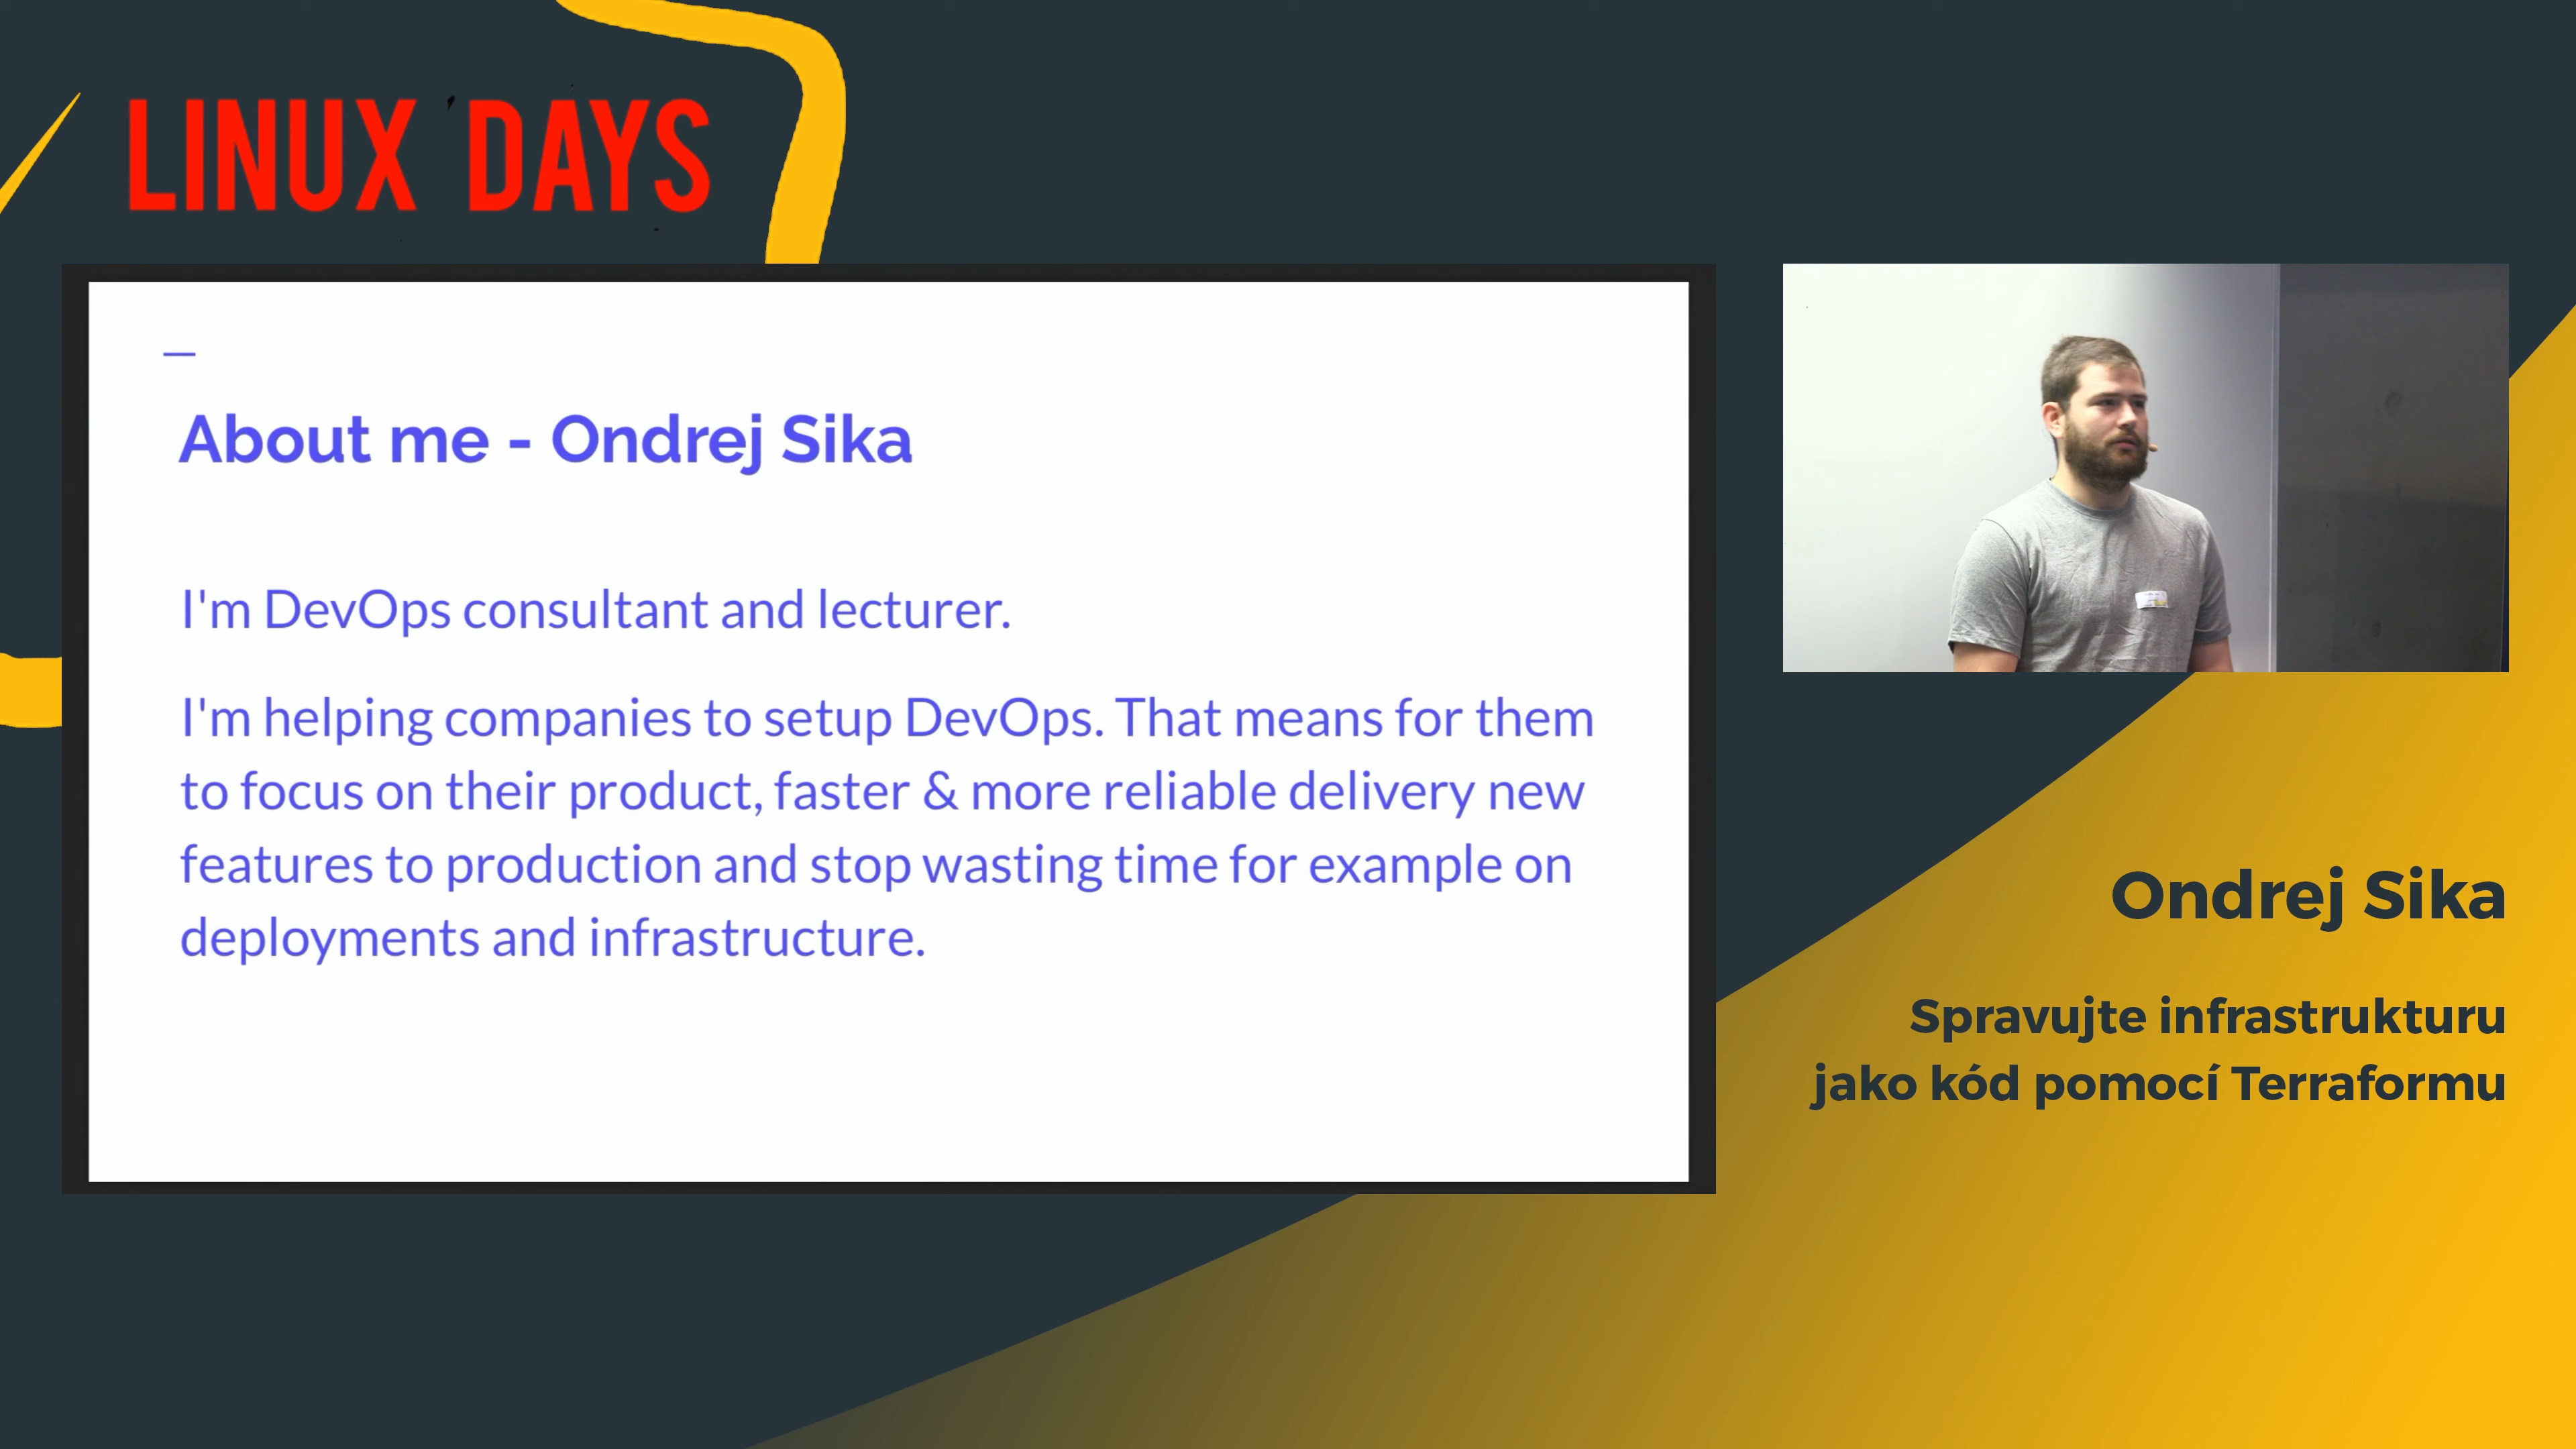 LINUX DAYS
About me - Ondrej Sika
I'm DevOps consultant and lecturer.
I'm helping companies to setup DevOps. That means for them
to focus on their product, faster & more reliable delivery new
features to production and stop wasting time for example on
deployments and infrastructure.
Ondrej Sika
Spravujte infrastrukturu
jako kód pomocí Terraformu